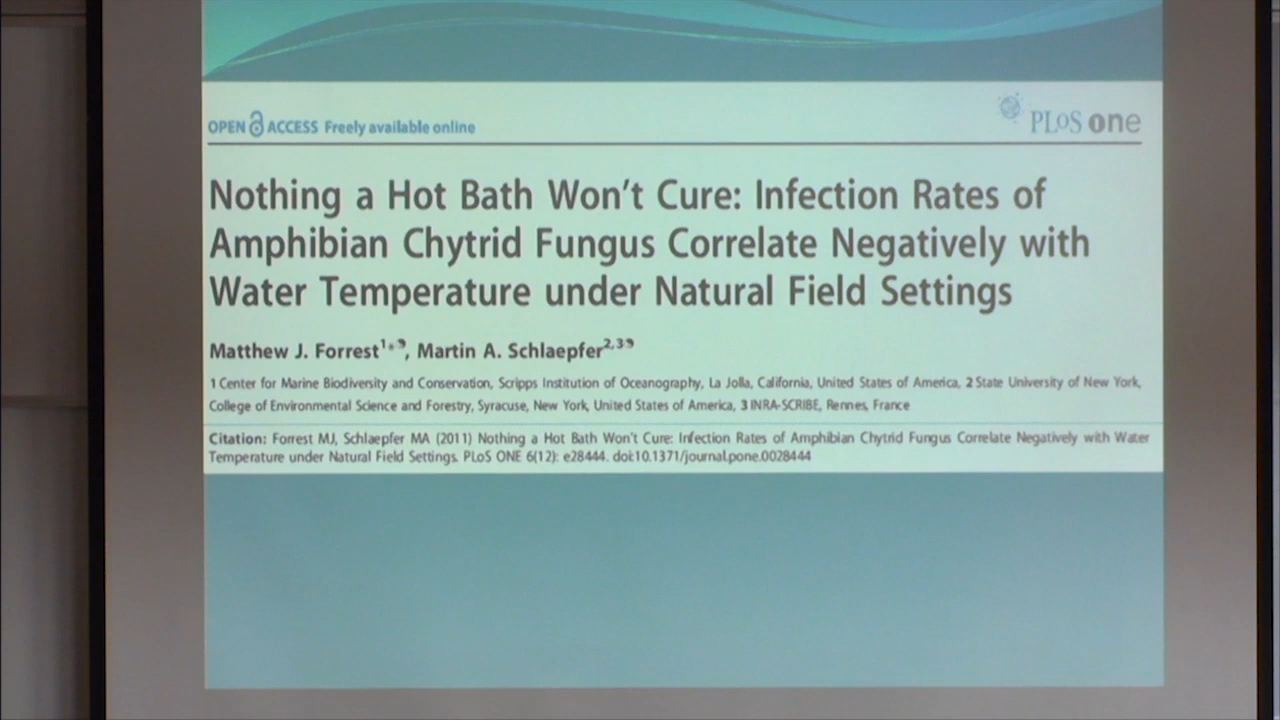 OPEN ACCESS Freely available online
PLoS one
Nothing a Hot Bath Won't Cure: Infection Rates of
Amphibian Chytrid Fungus Correlate Negatively with
Water Temperature under Natural Field Settings
Matthew J. Forrest1*9, Martin A. Schlaepfer2,39
1 Center for Marine Biodiversity and Conservation, Scripps Institution of Oceanography, La Jolla, California, United States of America, 2 State University of New York,
College of Environmental Science and Forestry, Syracuse, New York, United States of America, 3 INRA-SCRIBE, Rennes, France
Citation: Forrest MJ, Schlaepfer MA (2011) Nothing a Hot Bath Won't Cure: Infection Rates of Amphibian Chytrid Fungus Correlate Negatively with Water
Temperature under Natural Field Settings. PLoS ONE 6(12): e28444. doi:10.1371/journal.pone.0028444